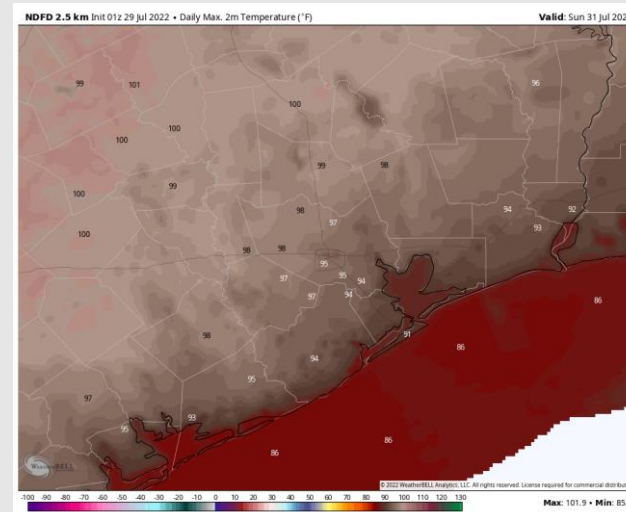 NDFD 2.5 km Init 01z 29 Jul 2022 • Daily Max. 2m Temperature (°F) Valid: Sun 31 Jul 202
99 101 96
100
100
100
99 98
99
100
98 94 92
97 93
100
98 98
95
97 95 94
97 94
86
98 91
86
94
95
97
93
95
86
86
WeatherBELL
© 2022 WeatherBELL Analytics, LLC. All rights reserved. License required for commercial distribut
-100 -90 -80 -70 -60 -50 -40 -30 -20 -10 0 10 20 30 40 50 60 70 80 90 100 110 120 130
Max: 101.9 • Min: 85